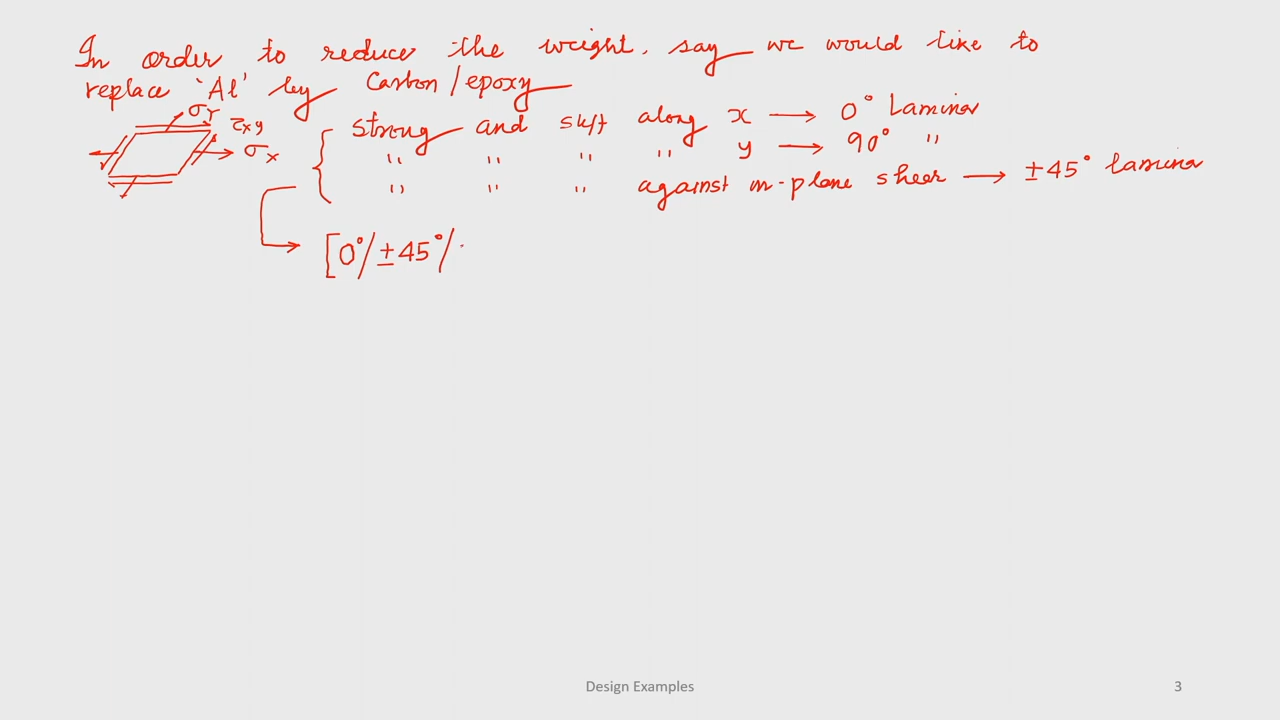 In order to reduce the weight, say we would like to
replace 'Al' by Carbon/epoxy
σY
τxy
σx
strong and stiff along x → 0° Lamina
" " " " y → 90° "
" " " against in-plane shear → ±45° lamina
[0°/±45°/
Design Examples
3